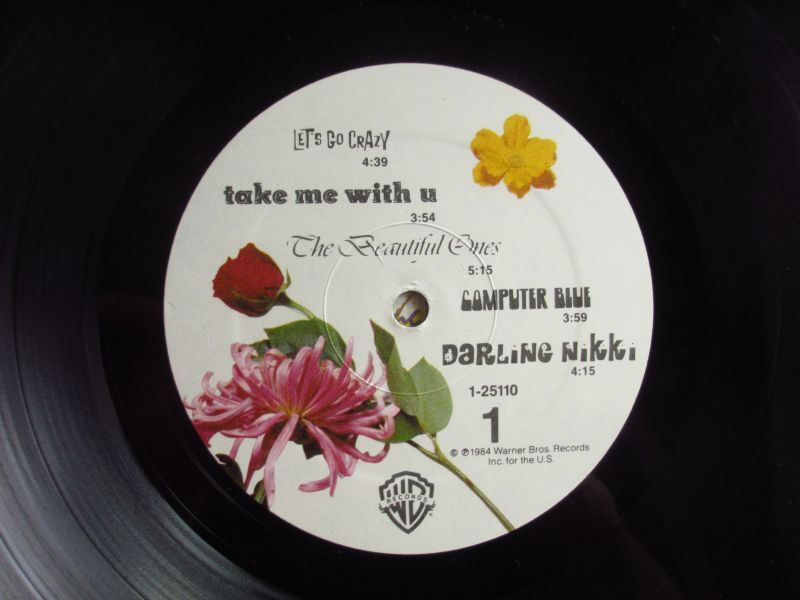 LET'S GO CRAZY
4:39
take me with u
3:54
The Beautiful Ones
5:15
COMPUTER BLUE
3:59
DARLING NIKKI
4:15
1-25110
1
© ℗1984 Warner Bros. Records
Inc. for the U.S.
WB
RECORDS